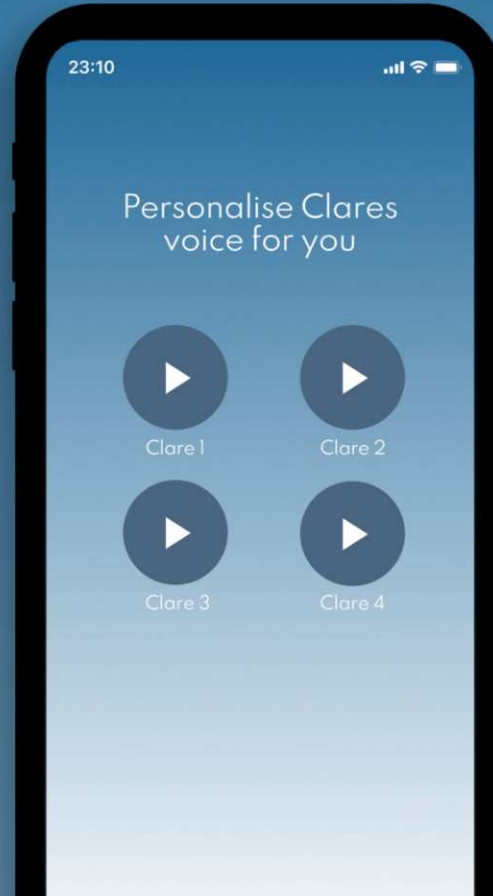 23:10
Personalise Clares
voice for you
Clare 1
Clare 2
Clare 3
Clare 4